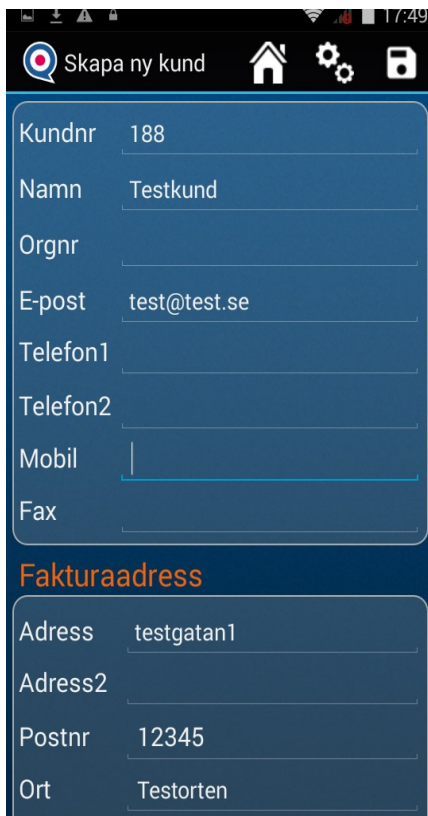 17:49
Skapa ny kund
Kundnr 188
Namn Testkund
Orgnr
E-post test@test.se
Telefon1
Telefon2
Mobil
Fax
Fakturaadress
Adress testgatan1
Adress2
Postnr 12345
Ort Testorten